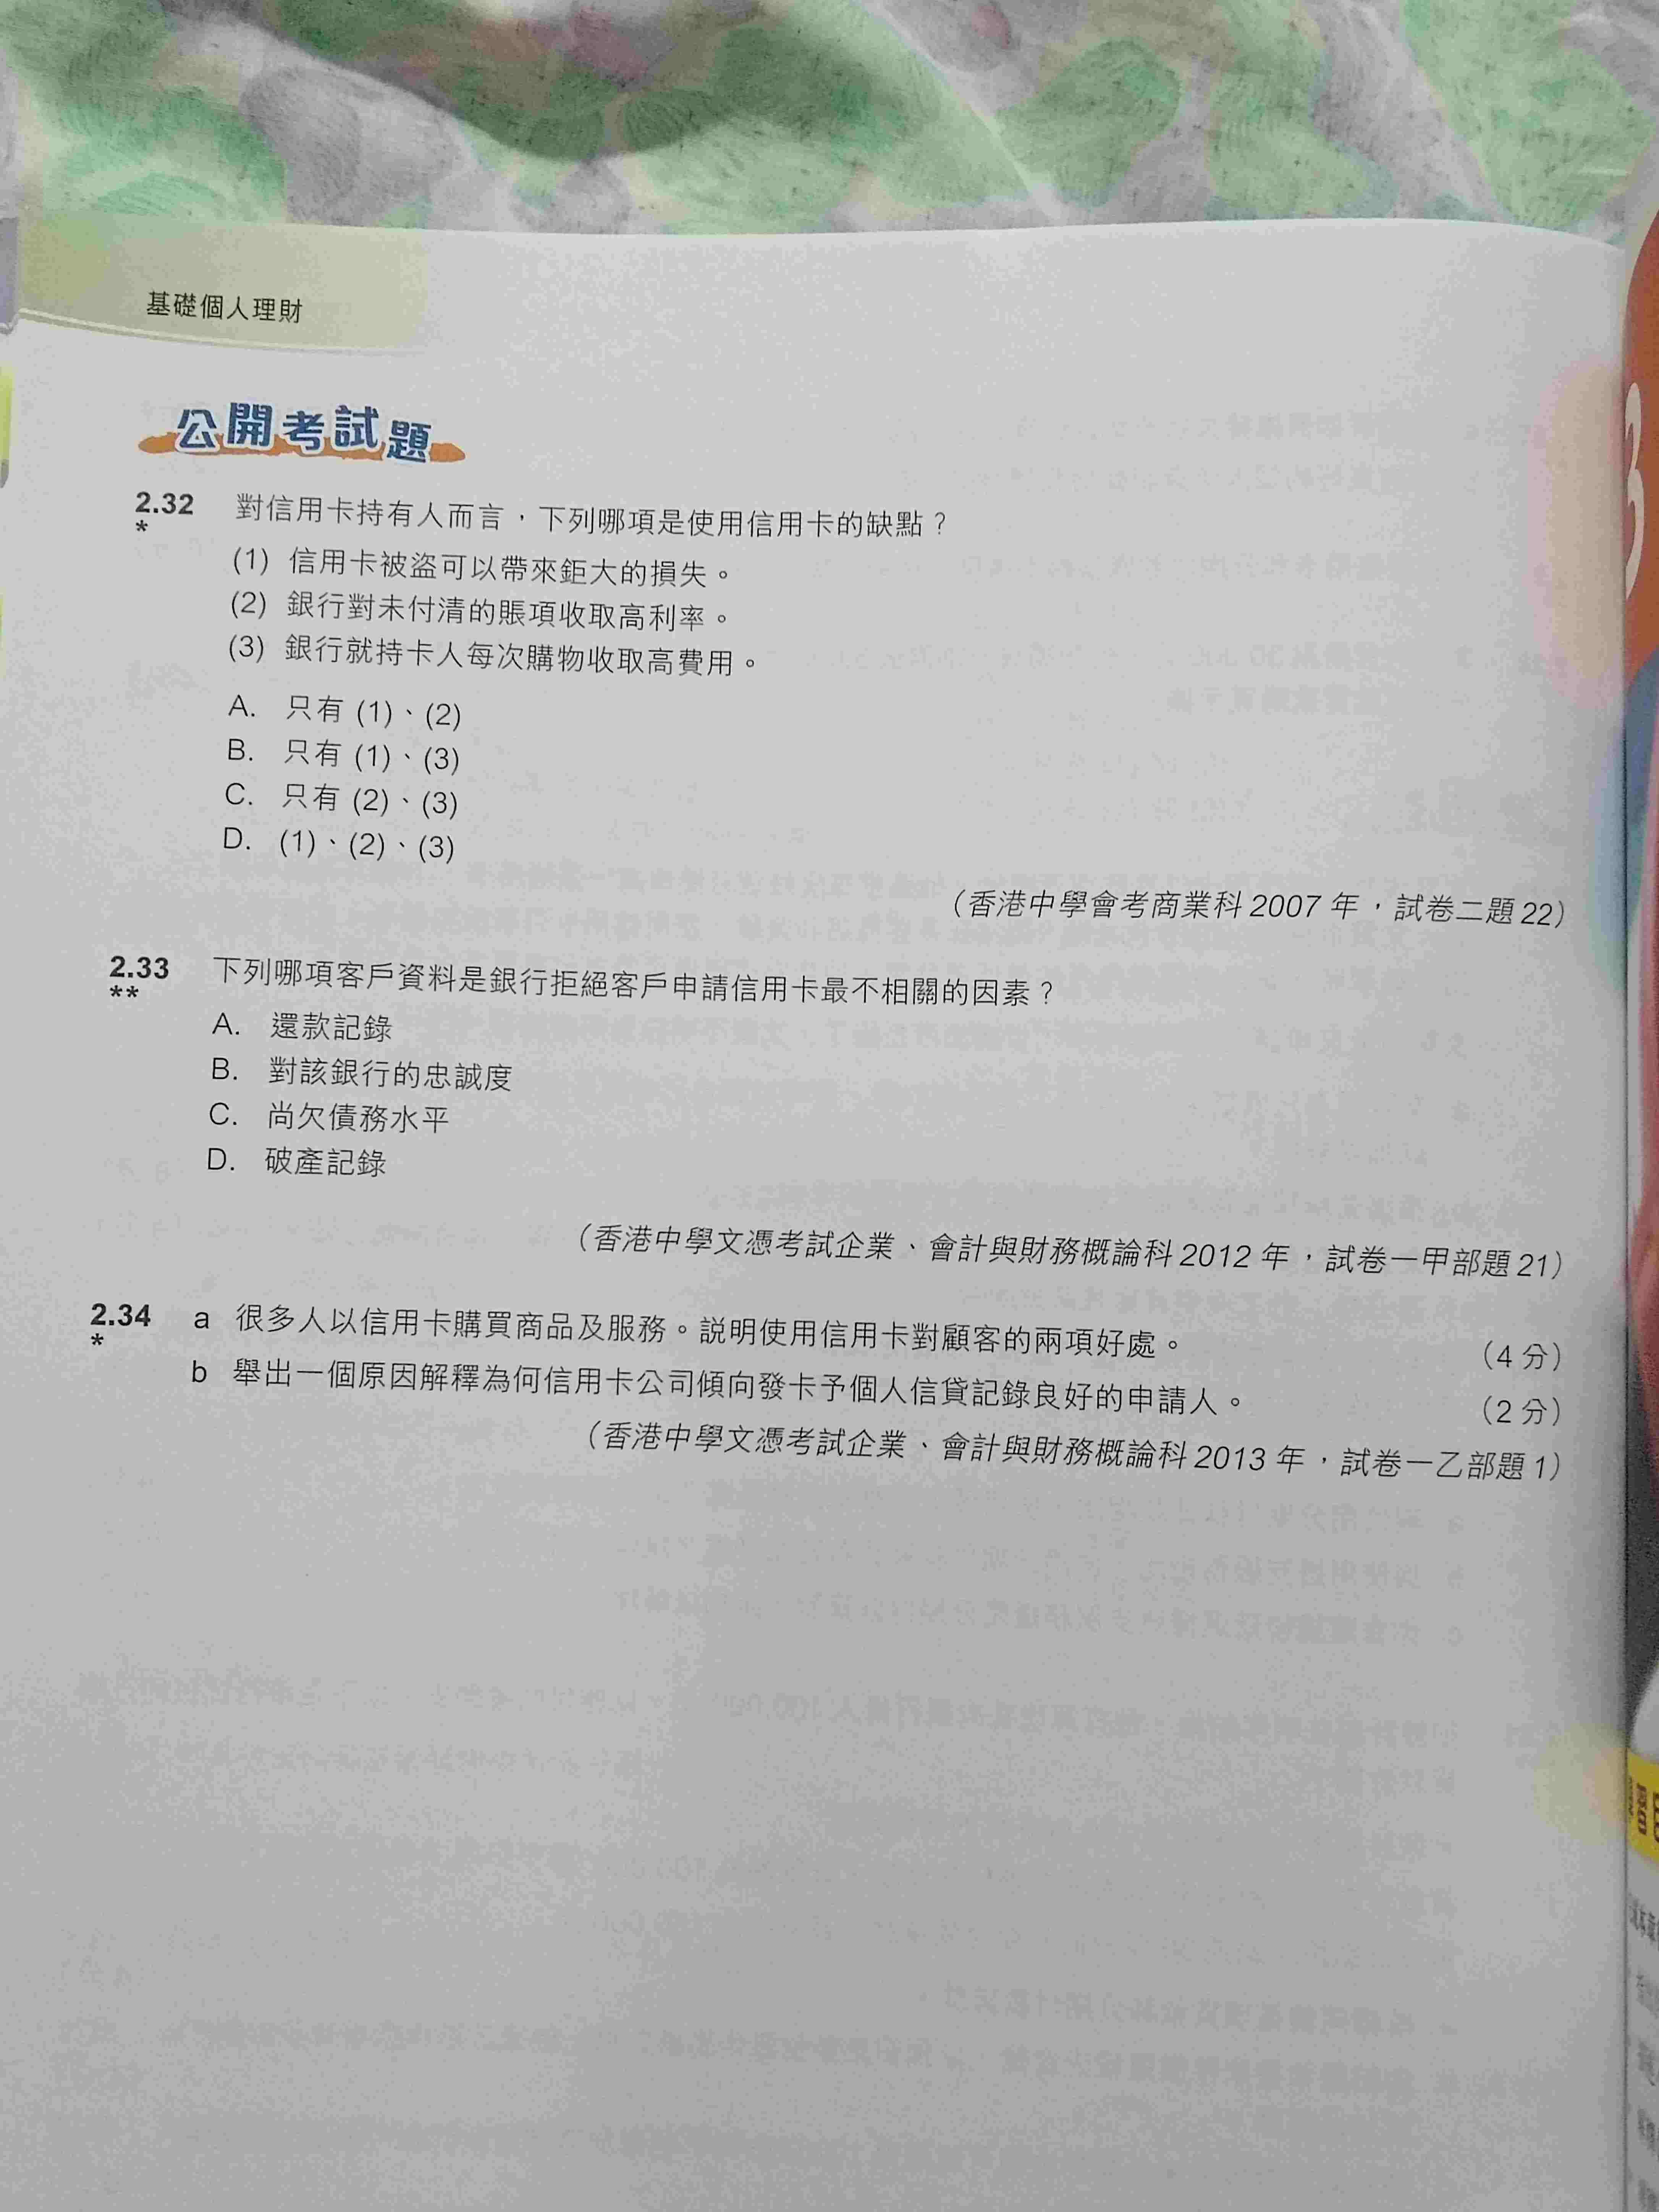 基礎個人理財
公開考試題
2.32 對信用卡持有人而言，下列哪項是使用信用卡的缺點？
*
(1) 信用卡被盜可以帶來鉅大的損失。
(2) 銀行對未付清的賬項收取高利率。
(3) 銀行就持卡人每次購物收取高費用。
A. 只有 (1)、(2)
B. 只有 (1)、(3)
C. 只有 (2)、(3)
D. (1)、(2)、(3)
（香港中學會考商業科 2007 年，試卷二題 22）
2.33 下列哪項客戶資料是銀行拒絕客戶申請信用卡最不相關的因素？
**
A. 還款記錄
B. 對該銀行的忠誠度
C. 尚欠債務水平
D. 破產記錄
（香港中學文憑考試企業、會計與財務概論科 2012 年，試卷一甲部題 21）
2.34 a 很多人以信用卡購買商品及服務。說明使用信用卡對顧客的兩項好處。 （4 分）
*
b 舉出一個原因解釋為何信用卡公司傾向發卡予個人信貸記錄良好的申請人。 （2 分）
（香港中學文憑考試企業、會計與財務概論科 2013 年，試卷一乙部題 1）